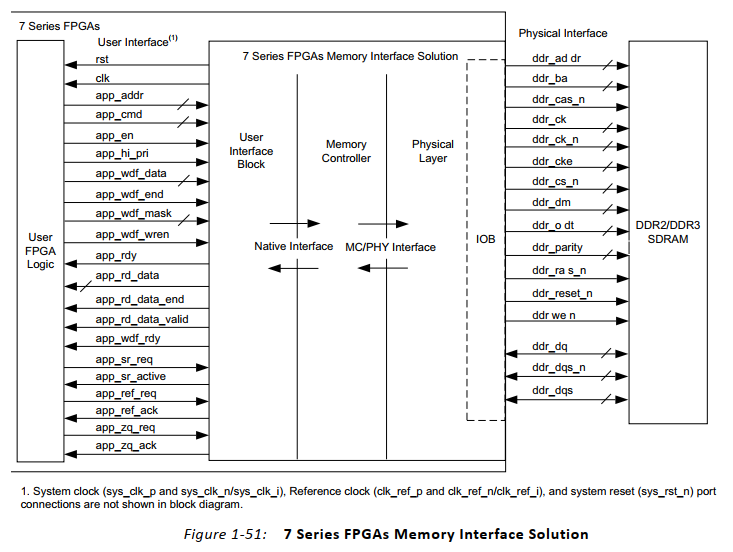 7 Series FPGAs
User Interface(1)
7 Series FPGAs Memory Interface Solution
Physical Interface
rst
clk
app_addr
app_cmd
app_en
app_hi_pri
app_wdf_data
app_wdf_end
app_wdf_mask
app_wdf_wren
app_rdy
app_rd_data
app_rd_data_end
app_rd_data_valid
app_wdf_rdy
app_sr_req
app_sr_active
app_ref_req
app_ref_ack
app_zq_req
app_zq_ack
User
FPGA
Logic
User
Interface
Block
Memory
Controller
Physical
Layer
Native Interface
MC/PHY Interface
IOB
ddr_ad dr
ddr_ba
ddr_cas_n
ddr_ck
ddr_ck_n
ddr_cke
ddr_cs_n
ddr_dm
ddr_o dt
ddr_parity
ddr_ra s_n
ddr_reset_n
ddr we n
ddr_dq
ddr_dqs_n
ddr_dqs
DDR2/DDR3
SDRAM
1. System clock (sys_clk_p and sys_clk_n/sys_clk_i), Reference clock (clk_ref_p and clk_ref_n/clk_ref_i), and system reset (sys_rst_n) port
connections are not shown in block diagram.
Figure 1-51: 7 Series FPGAs Memory Interface Solution